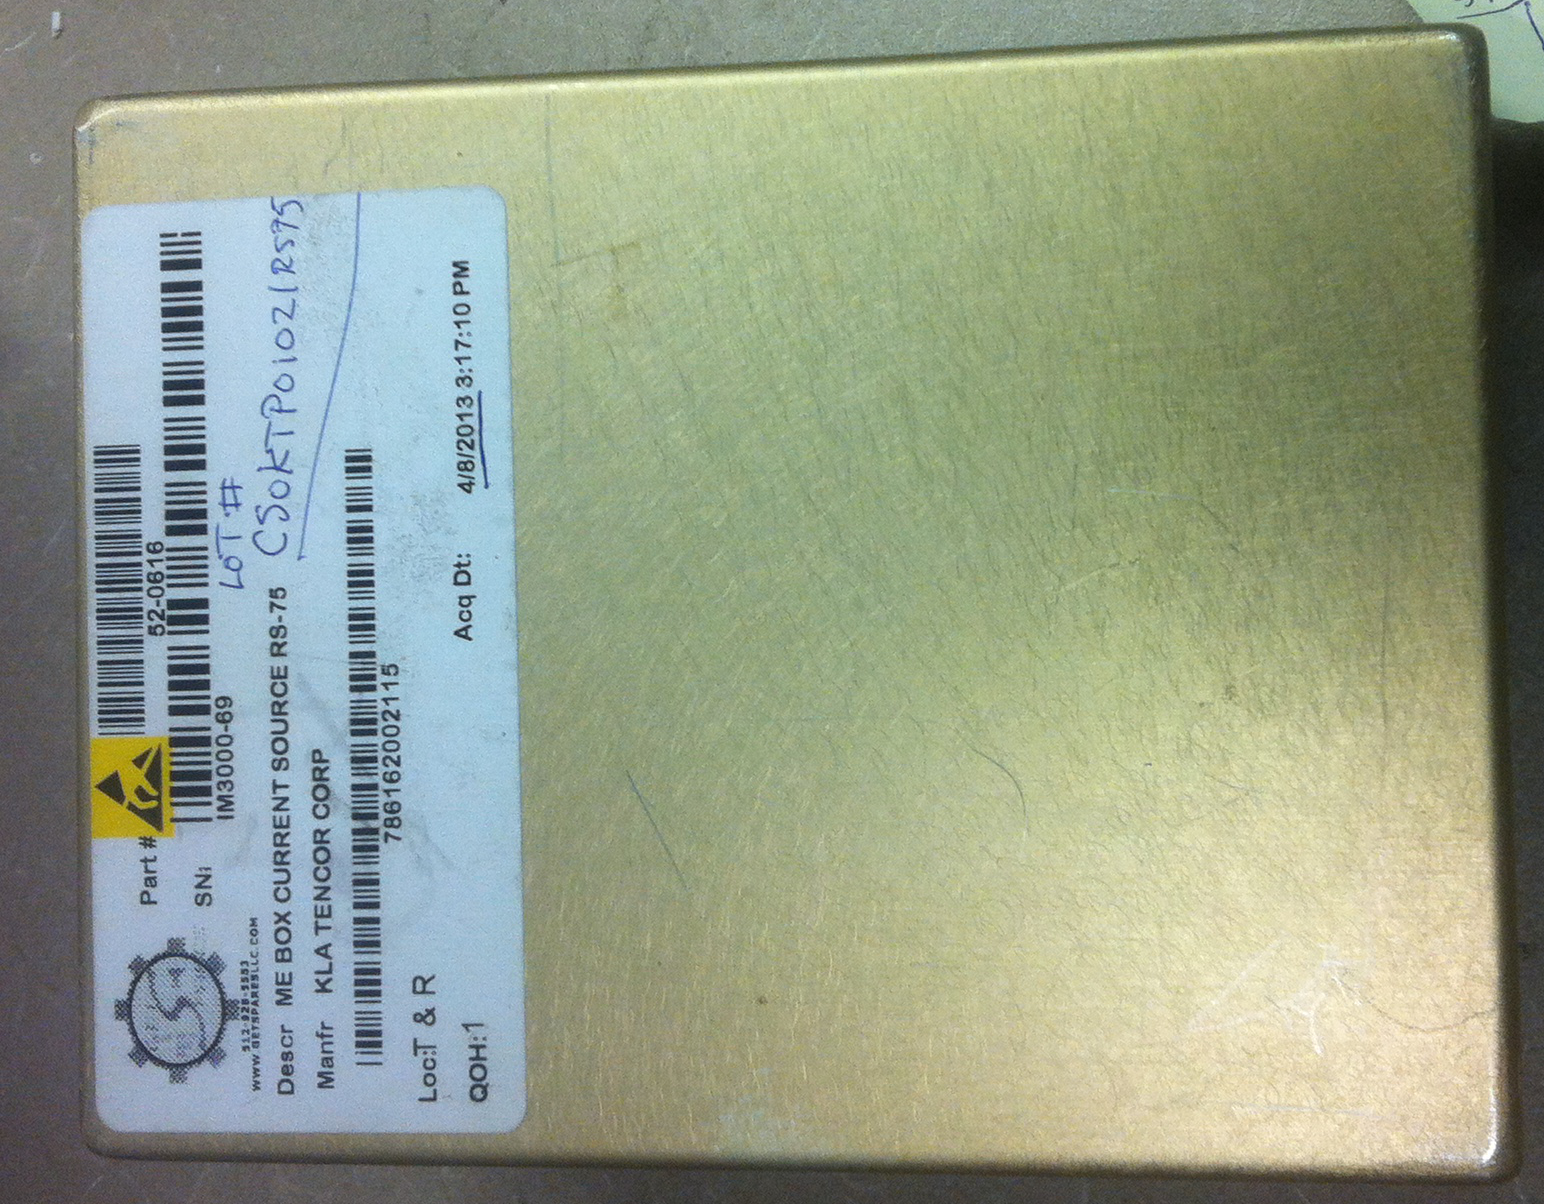 Part #
52-0616
SN:
IM3000-69
LOT #
CSOKTP01021RS95
512-928-5553
www.GETSPARESLLC.COM
Descr ME BOX CURRENT SOURCE RS-75
Manfr KLA TENCOR CORP
786162002115
Loc:T & R
QOH:1 Acq Dt: 4/8/2013 3:17:10 PM